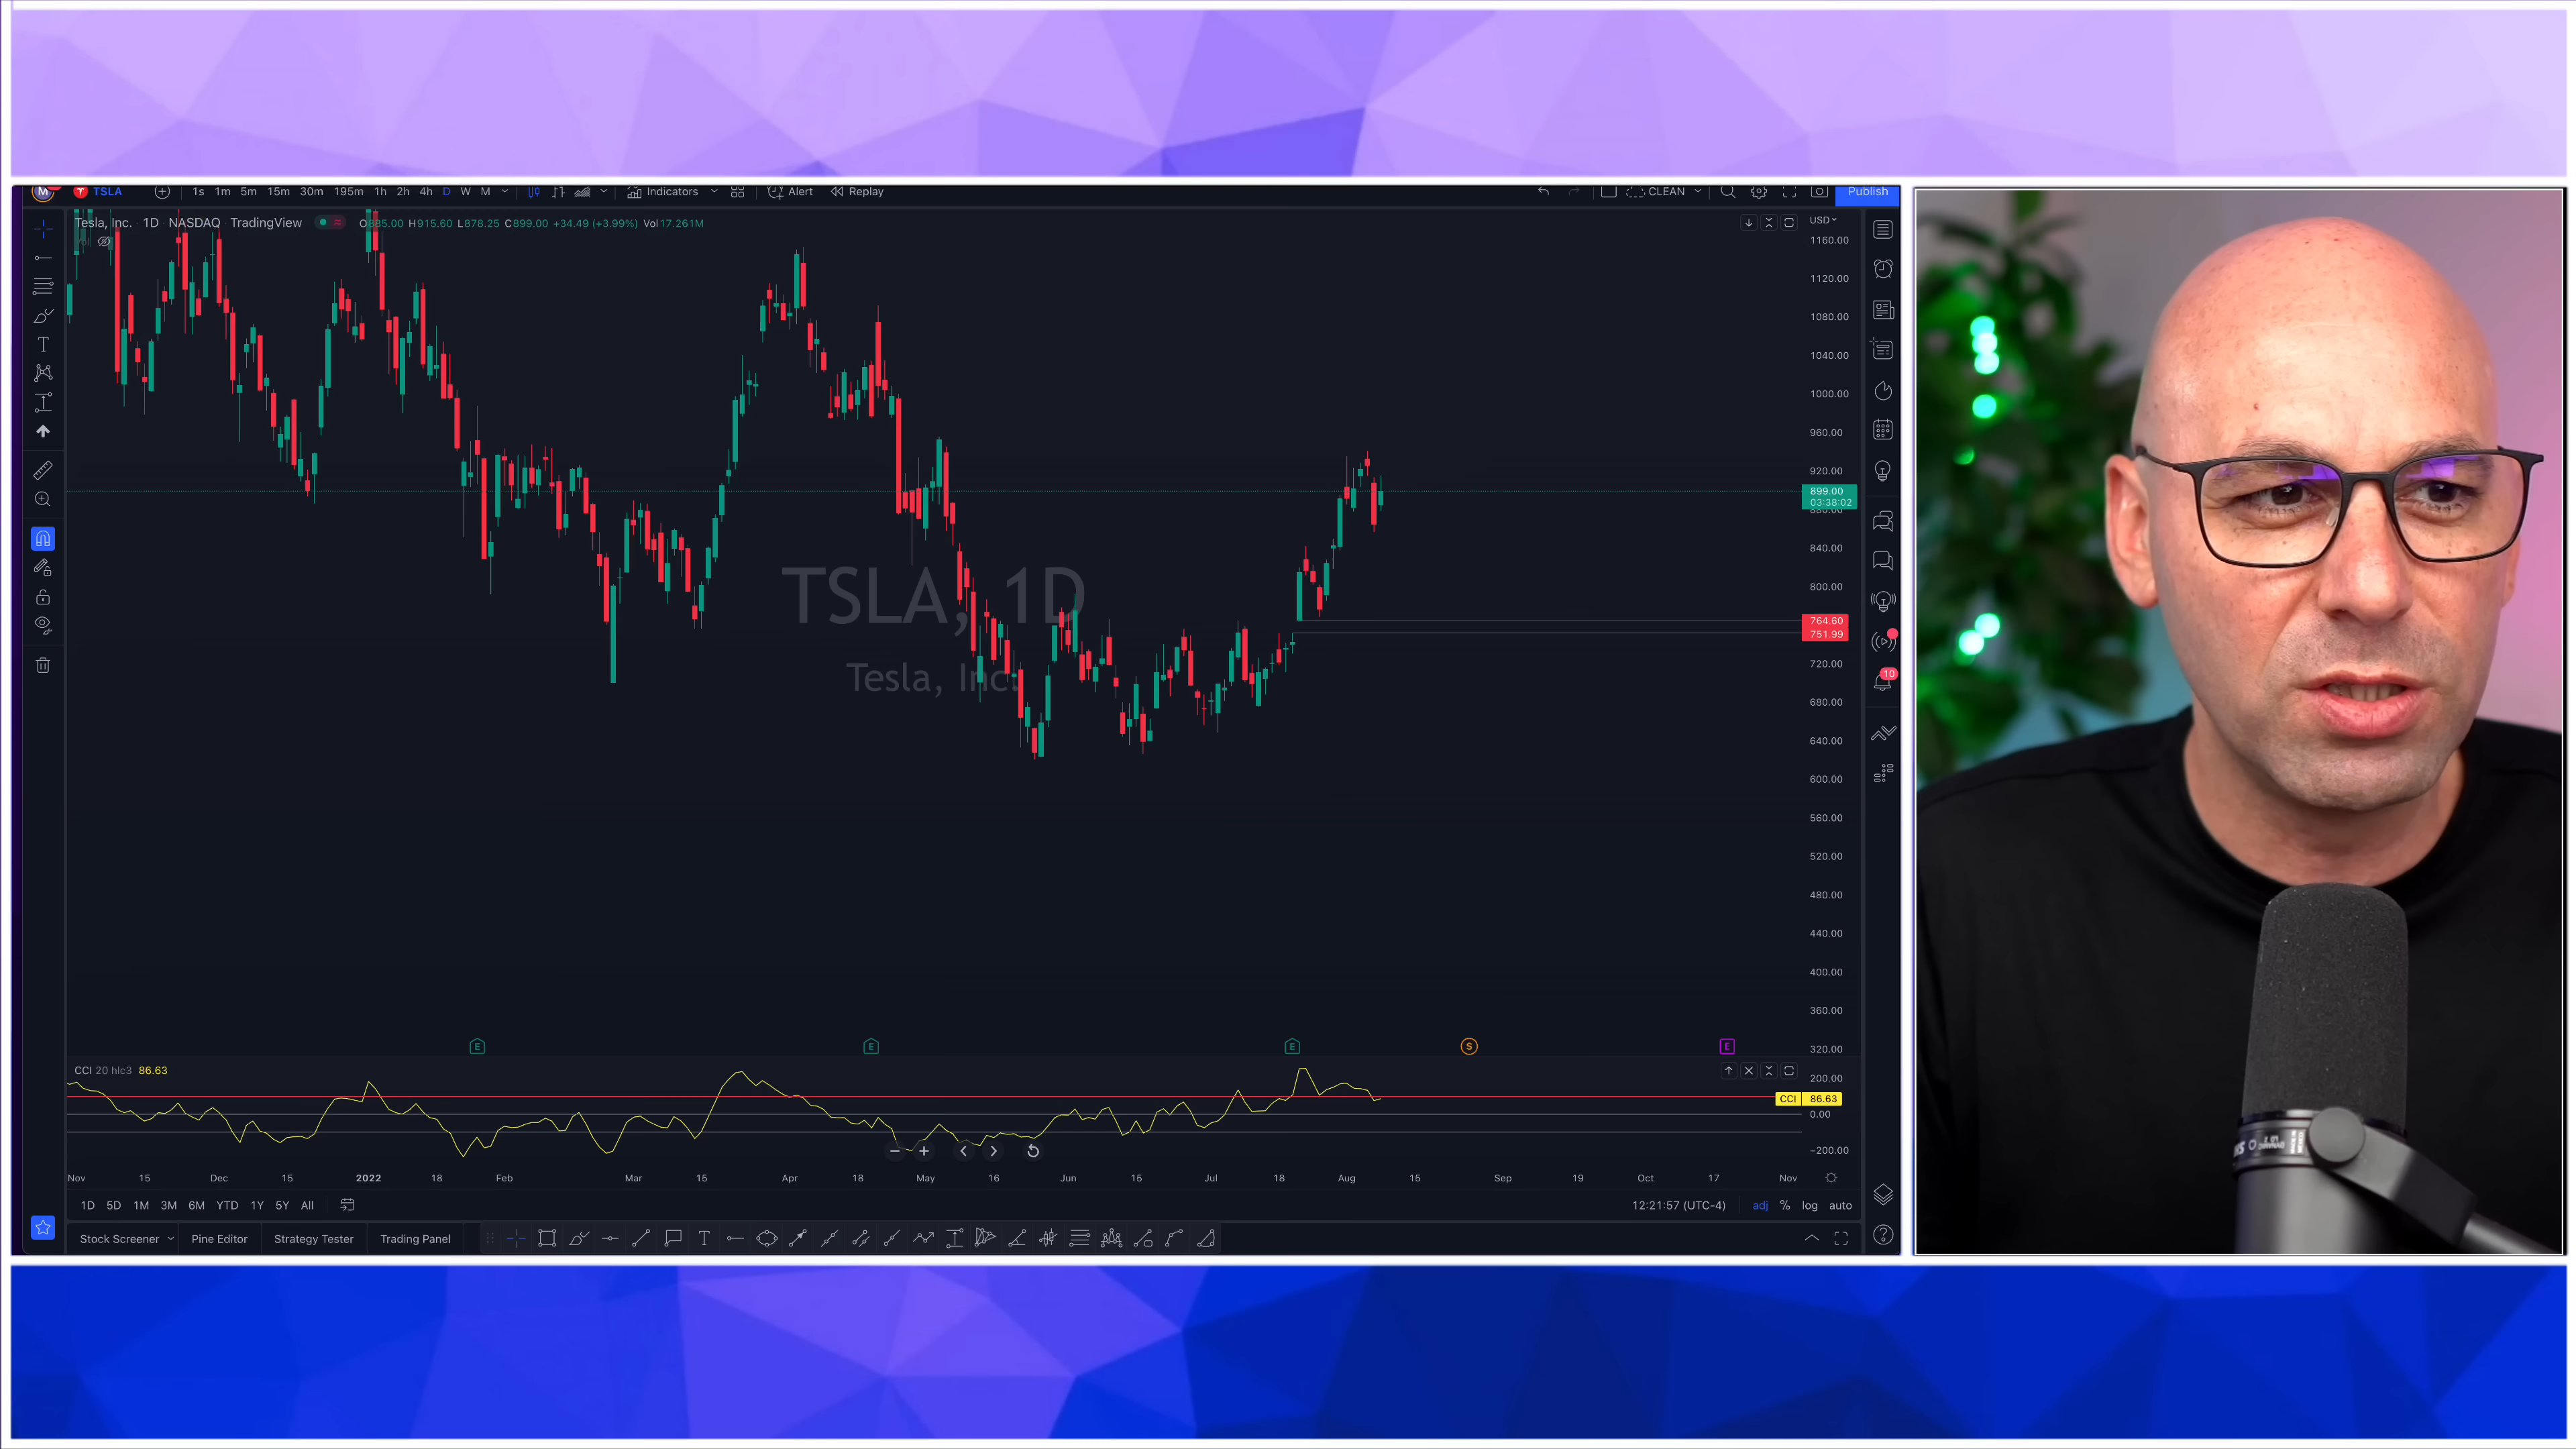 M TSLA 1s 1m 5m 15m 30m 195m 1h 2h 4h D W M Indicators Alert Replay CLEAN Publish
Tesla, Inc. · 1D · NASDAQ · TradingView O885.00 H915.60 L878.25 C899.00 +34.49 (+3.99%) Vol17.261M
USD
1160.00
1120.00
1080.00
1040.00
1000.00
960.00
920.00
899.00
03:38:02
880.00
840.00
800.00
764.60
751.99
720.00
680.00
640.00
600.00
560.00
520.00
480.00
440.00
400.00
360.00
320.00
TSLA, 1D
Tesla, Inc.
10
E E E S E
CCI 20 hlc3 86.63
200.00
CCI 86.63
0.00
−200.00
Nov 15 Dec 15 2022 18 Feb Mar 15 Apr 18 May 16 Jun 15 Jul 18 Aug 15 Sep 19 Oct 17 Nov
1D 5D 1M 3M 6M YTD 1Y 5Y All 12:21:57 (UTC-4) adj % log auto
Stock Screener Pine Editor Strategy Tester Trading Panel